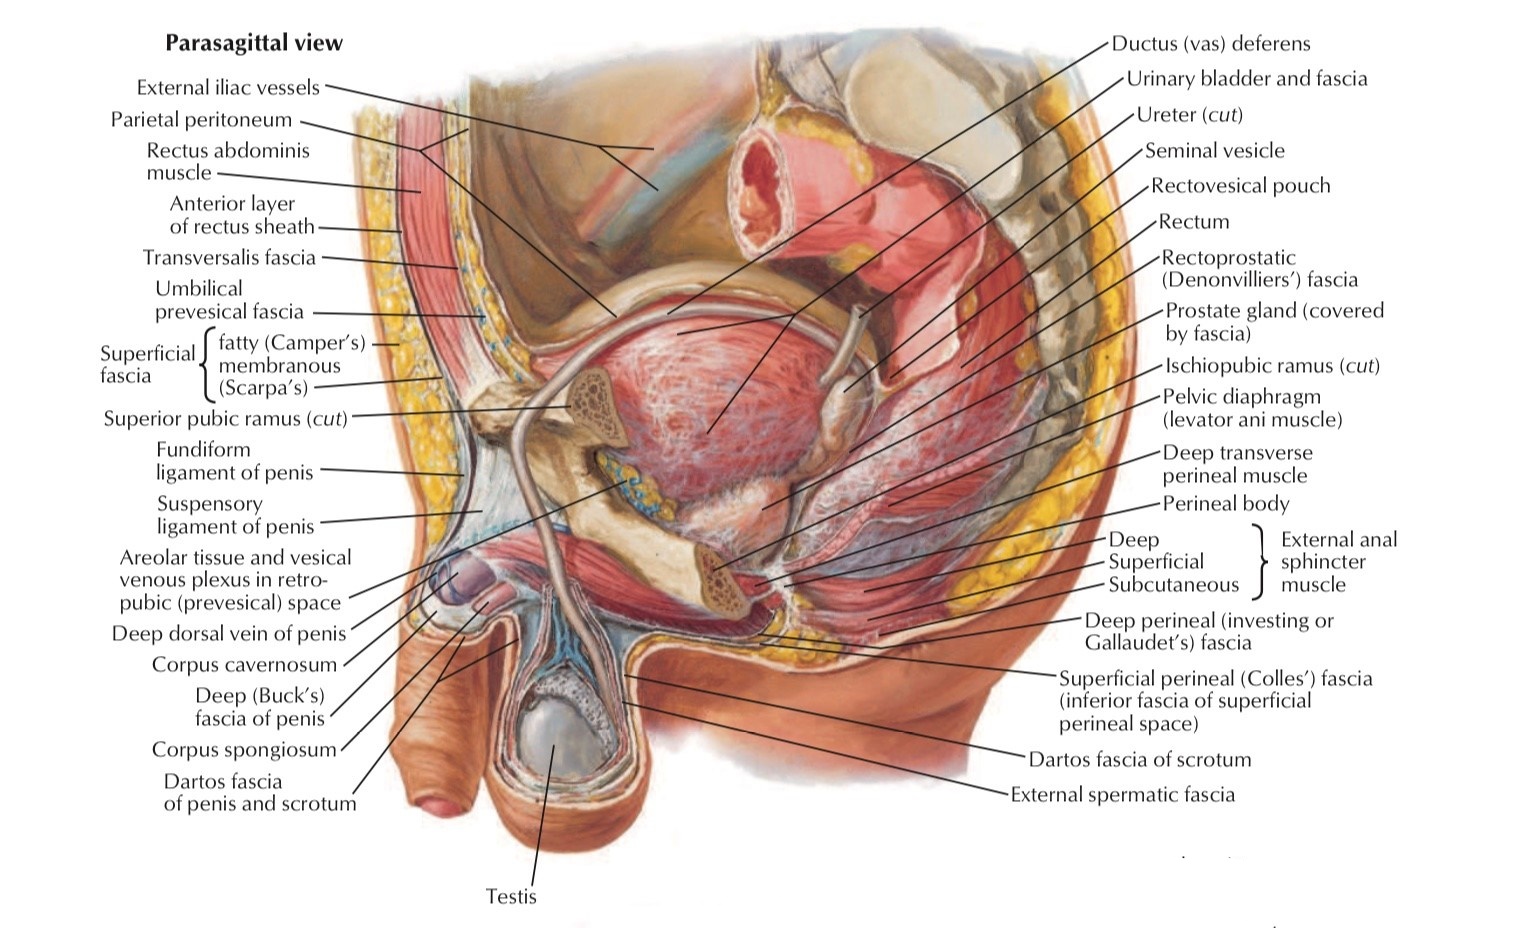 Parasagittal view
External iliac vessels
Parietal peritoneum
Rectus abdominis
muscle
Anterior layer
of rectus sheath
Transversalis fascia
Umbilical
prevesical fascia
Superficial
fascia
fatty (Camper's)
membranous
(Scarpa's)
Superior pubic ramus (cut)
Fundiform
ligament of penis
Suspensory
ligament of penis
Areolar tissue and vesical
venous plexus in retro-
pubic (prevesical) space
Deep dorsal vein of penis
Corpus cavernosum
Deep (Buck's)
fascia of penis
Corpus spongiosum
Dartos fascia
of penis and scrotum
Testis
Ductus (vas) deferens
Urinary bladder and fascia
Ureter (cut)
Seminal vesicle
Rectovesical pouch
Rectum
Rectoprostatic
(Denonvilliers') fascia
Prostate gland (covered
by fascia)
Ischiopubic ramus (cut)
Pelvic diaphragm
(levator ani muscle)
Deep transverse
perineal muscle
Perineal body
Deep
Superficial
Subcutaneous
External anal
sphincter
muscle
Deep perineal (investing or
Gallaudet's) fascia
Superficial perineal (Colles') fascia
(inferior fascia of superficial
perineal space)
Dartos fascia of scrotum
External spermatic fascia